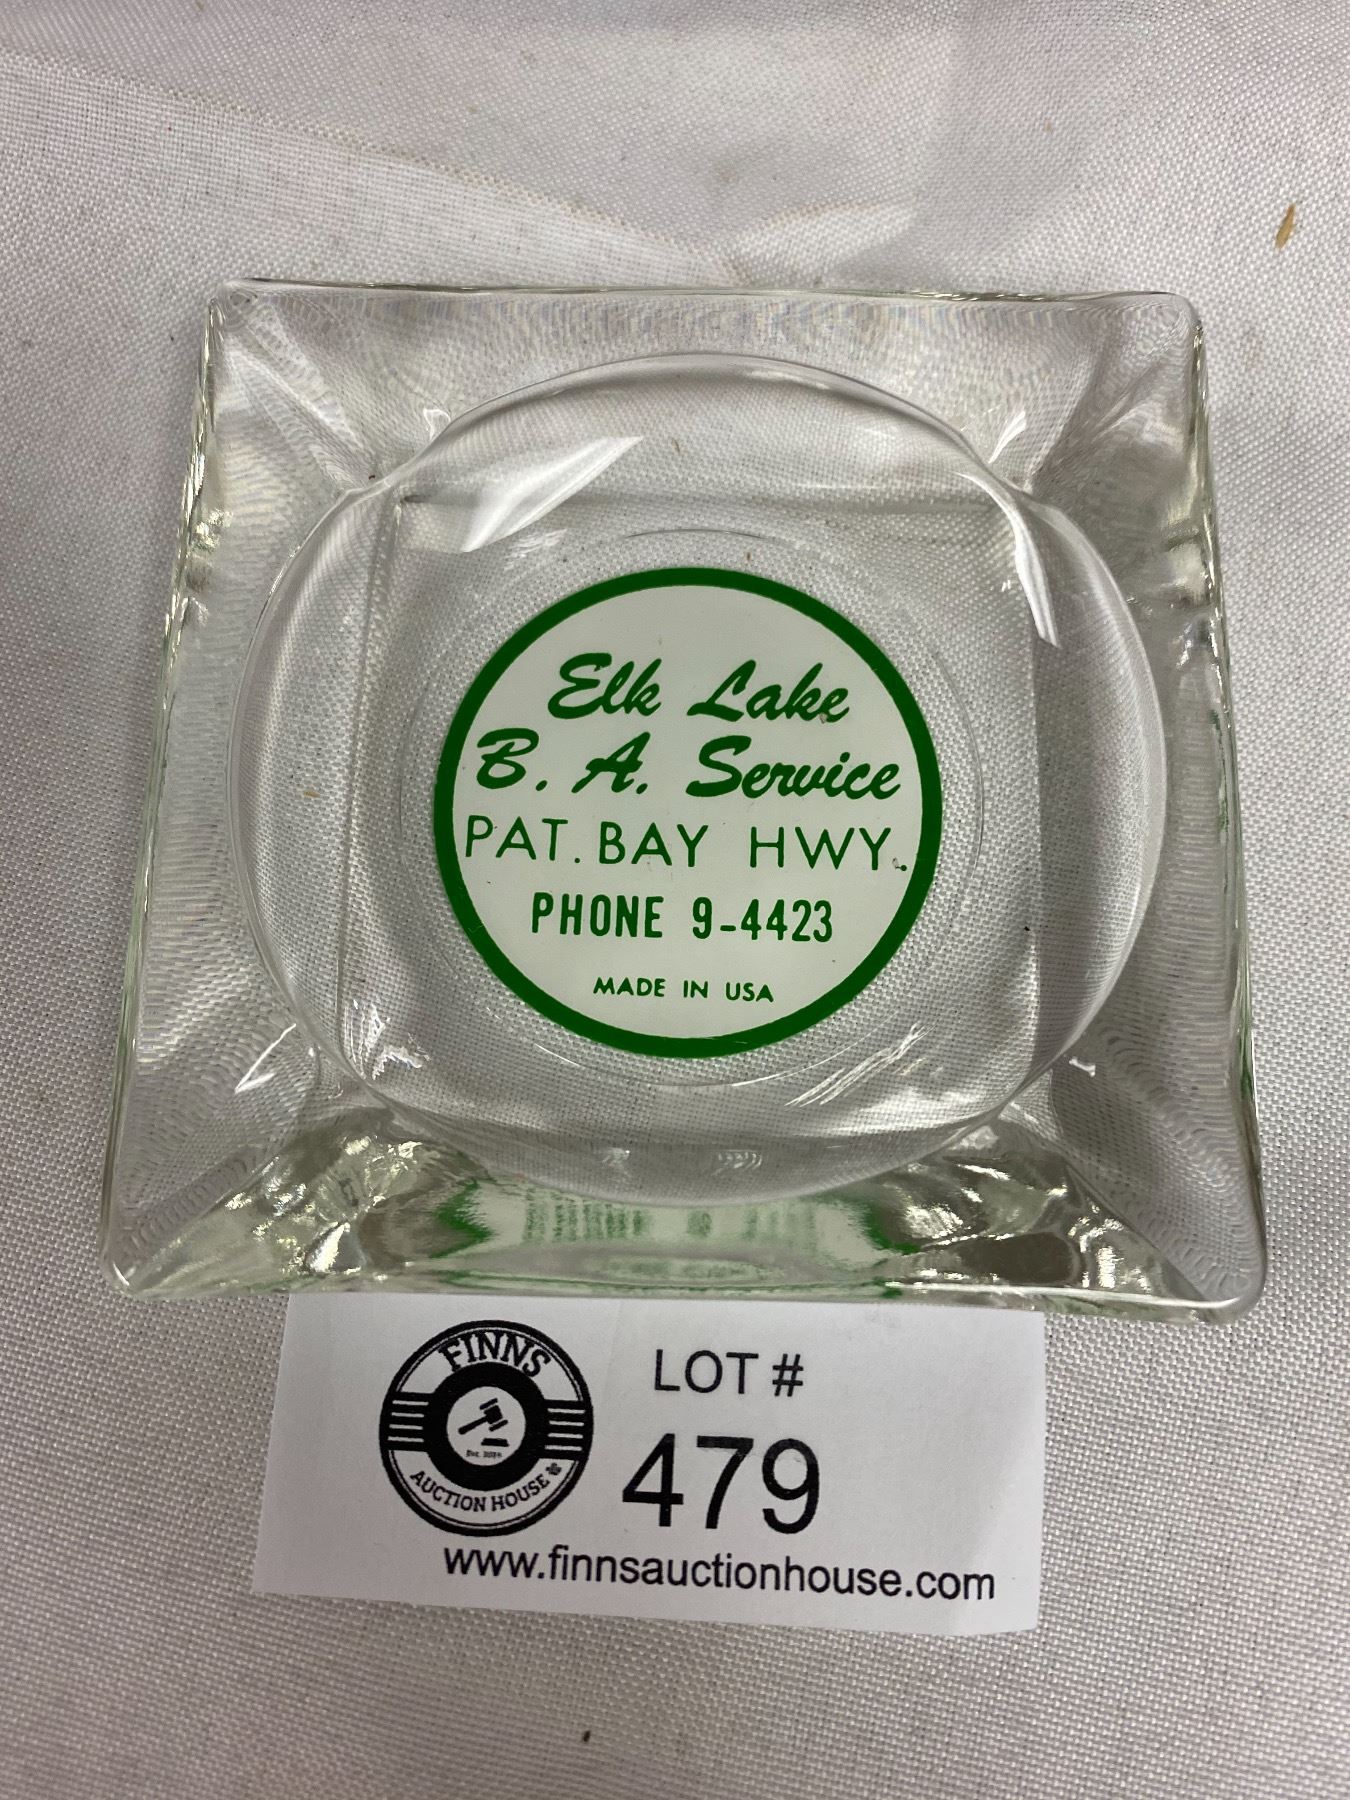 Elk Lake
B. A. Service
PAT. BAY HWY.
PHONE 9-4423
MADE IN USA
FINNS
AUCTION HOUSE
LOT #
479
www.finnsauctionhouse.com